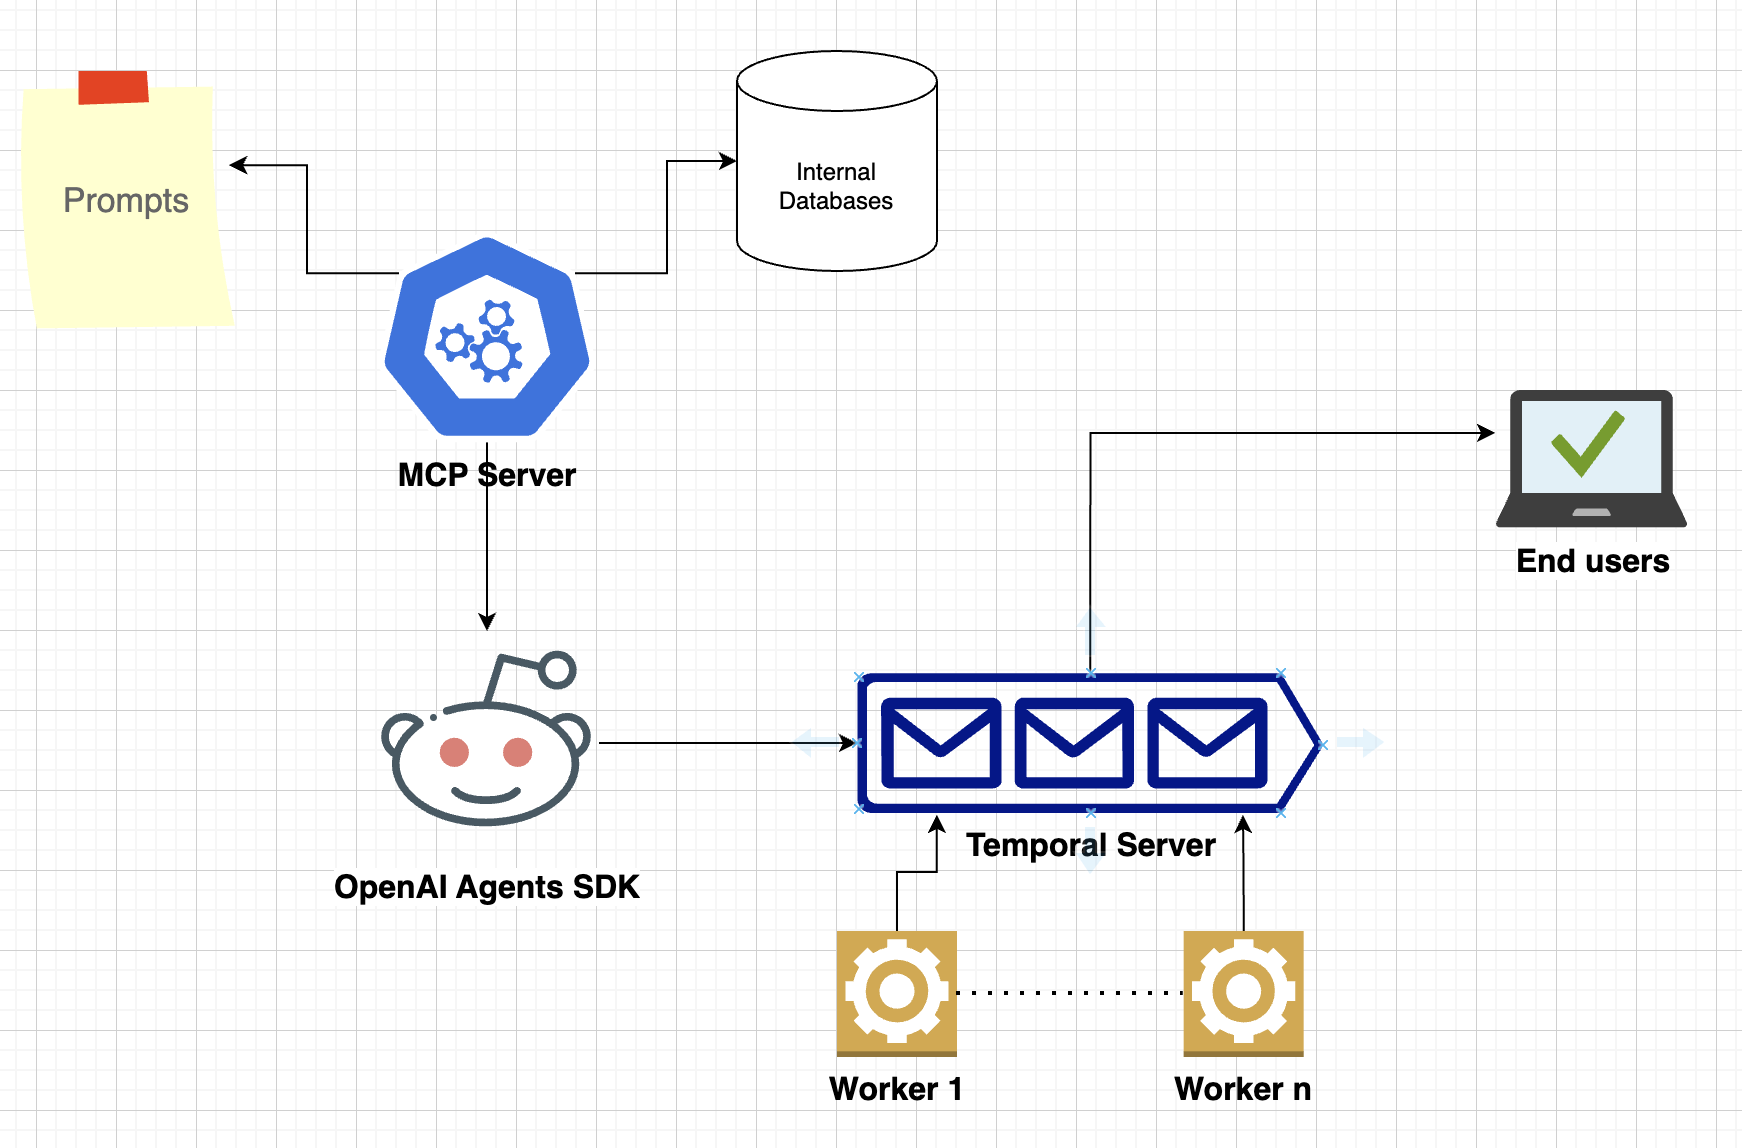 Prompts
Internal
Databases
MCP Server
End users
Temporal Server
OpenAI Agents SDK
Worker 1
Worker n